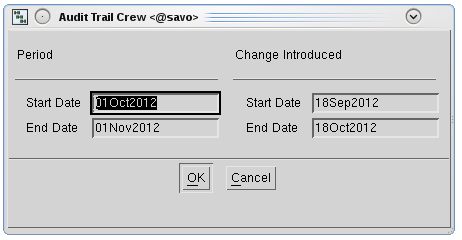 Audit Trail Crew <@savo>
Period Change Introduced
Start Date 01Oct2012 Start Date 18Sep2012
End Date 01Nov2012 End Date 18Oct2012
OK Cancel